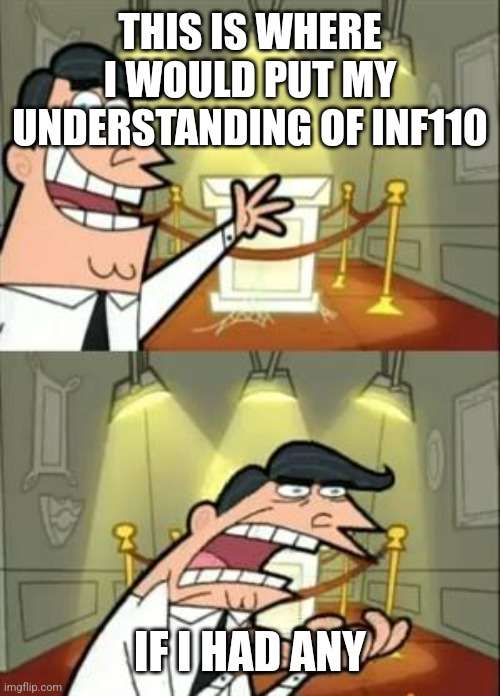 THIS IS WHERE
I WOULD PUT MY
UNDERSTANDING OF INF110
IF I HAD ANY
imgflip.com